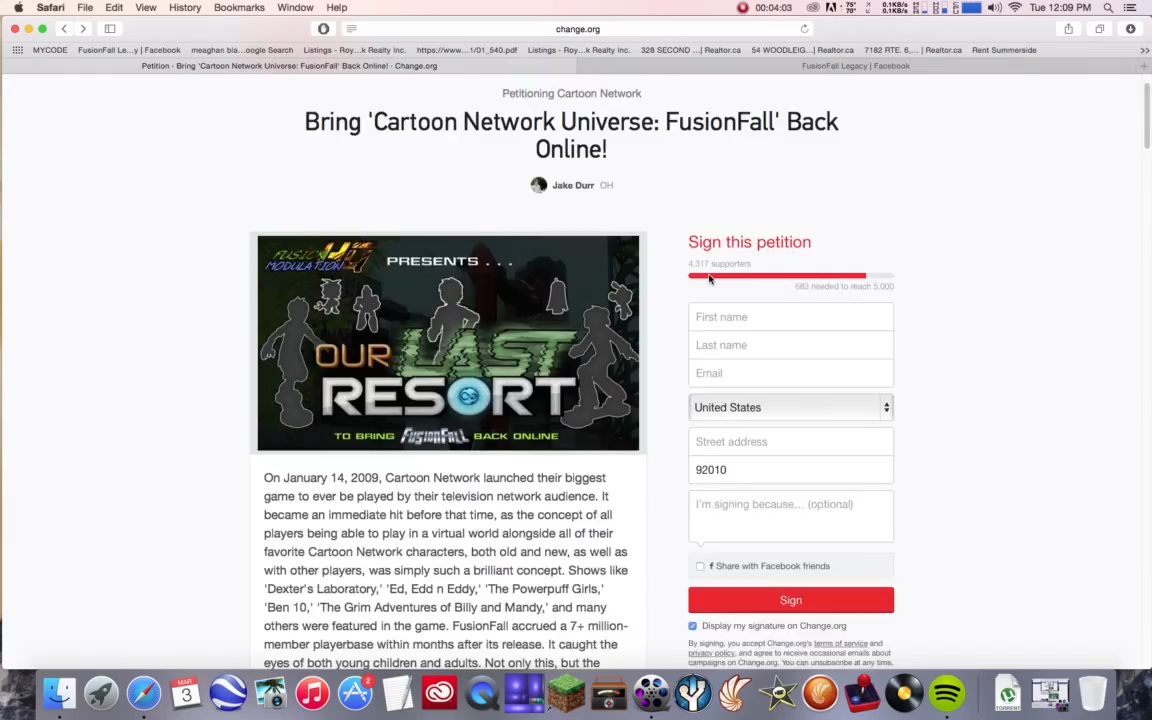 Safari File Edit View History Bookmarks Window Help
00:04:03
75° 70°
0.1KB/s 0.1KB/s
Tue 12:09 PM
change.org
MYCODE FusionFall Le...y | Facebook meaghan bla...oogle Search Listings - Roy...k Realty Inc. https://www.../01_540.pdf Listings - Roy...k Realty Inc. 328 SECOND ...| Realtor.ca 54 WOODLEIG...| Realtor.ca 7182 RTE. 6,... | Realtor.ca Rent Summerside
Petition · Bring 'Cartoon Network Universe: FusionFall' Back Online! · Change.org
FusionFall Legacy | Facebook
Petitioning Cartoon Network
Bring 'Cartoon Network Universe: FusionFall' Back
Online!
Jake Durr OH
FUSION
MODULATION
PRESENTS . . .
OUR LAST
RESORT
TO BRING FusionFall BACK ONLINE
On January 14, 2009, Cartoon Network launched their biggest
game to ever be played by their television network audience. It
became an immediate hit before that time, as the concept of all
players being able to play in a virtual world alongside all of their
favorite Cartoon Network characters, both old and new, as well as
with other players, was simply such a brilliant concept. Shows like
'Dexter's Laboratory,' 'Ed, Edd n Eddy,' 'The Powerpuff Girls,'
'Ben 10,' 'The Grim Adventures of Billy and Mandy,' and many
others were featured in the game. FusionFall accrued a 7+ million-
member playerbase within months after its release. It caught the
eyes of both young children and adults. Not only this, but the
Sign this petition
4,317 supporters
683 needed to reach 5,000
First name
Last name
Email
United States
Street address
92010
I'm signing because... (optional)
f Share with Facebook friends
Sign
Display my signature on Change.org
By signing, you accept Change.org's terms of service and
privacy policy, and agree to receive occasional emails about
campaigns on Change.org. You can unsubscribe at any time.
MAR
3
2
TORRENT